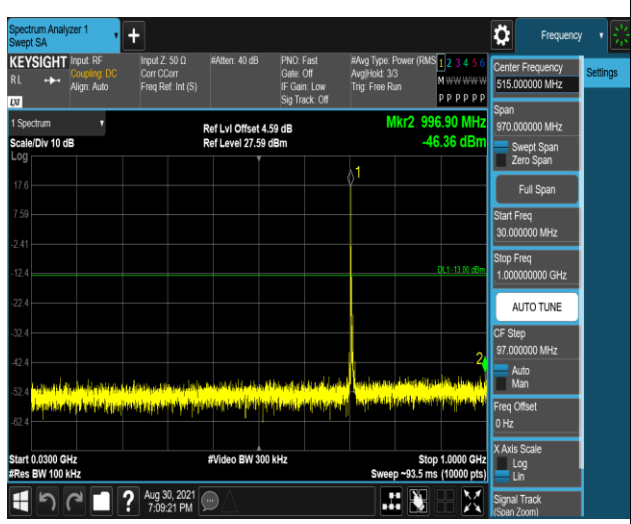 Spectrum Analyzer 1
Swept SA
Frequency
KEYSIGHT
RL
LXI
Input: RF
Coupling: DC
Align: Auto
Input Z: 50 Ω
Corr CCorr
Freq Ref: Int (S)
#Atten: 40 dB
PNO: Fast
Gate: Off
IF Gain: Low
Sig Track: Off
#Avg Type: Power (RMS
Avg|Hold: 3/3
Trig: Free Run
1 2 3 4 5 6
M W W W W W
P P P P P P
1 Spectrum
Scale/Div 10 dB
Log
Ref Lvl Offset 4.59 dB
Ref Level 27.59 dBm
Mkr2 996.90 MHz
-46.36 dBm
1
17.6
7.59
-2.41
-12.4
DL1 -13.00 dBm
-22.4
-32.4
-42.4
2
-52.4
-62.4
Start 0.0300 GHz
#Res BW 100 kHz
#Video BW 300 kHz
Stop 1.0000 GHz
Sweep ~93.5 ms (10000 pts)
?
Aug 30, 2021
7:09:21 PM
Center Frequency
515.000000 MHz
Settings
Span
970.000000 MHz
Swept Span
Zero Span
Full Span
Start Freq
30.000000 MHz
Stop Freq
1.000000000 GHz
AUTO TUNE
CF Step
97.000000 MHz
Auto
Man
Freq Offset
0 Hz
X Axis Scale
Log
Lin
Signal Track
(Span Zoom)